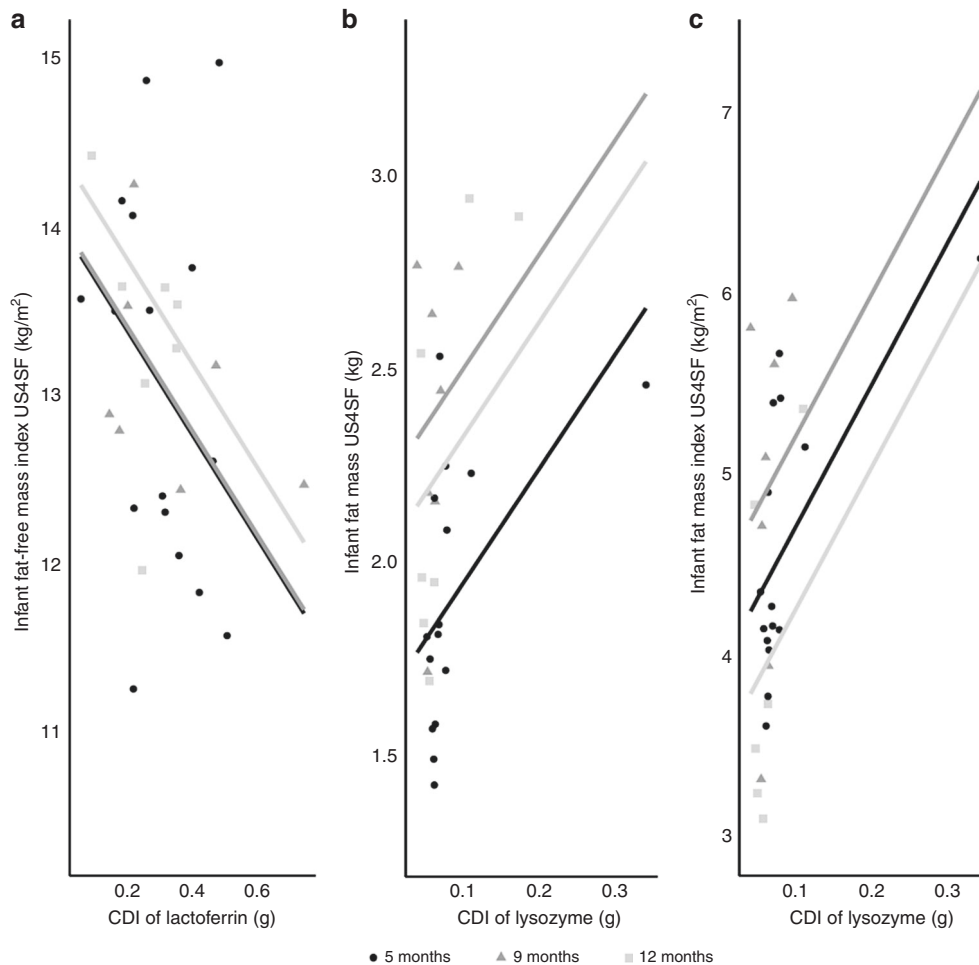 a
Infant fat-free mass index US4SF (kg/m²)
15
14
13
12
11
0.2 0.4 0.6
CDI of lactoferrin (g)
b
Infant fat mass US4SF (kg)
3.0
2.5
2.0
1.5
0.1 0.2 0.3
CDI of lysozyme (g)
c
Infant fat mass index US4SF (kg/m²)
7
6
5
4
3
0.1 0.2 0.3
CDI of lysozyme (g)
5 months 9 months 12 months